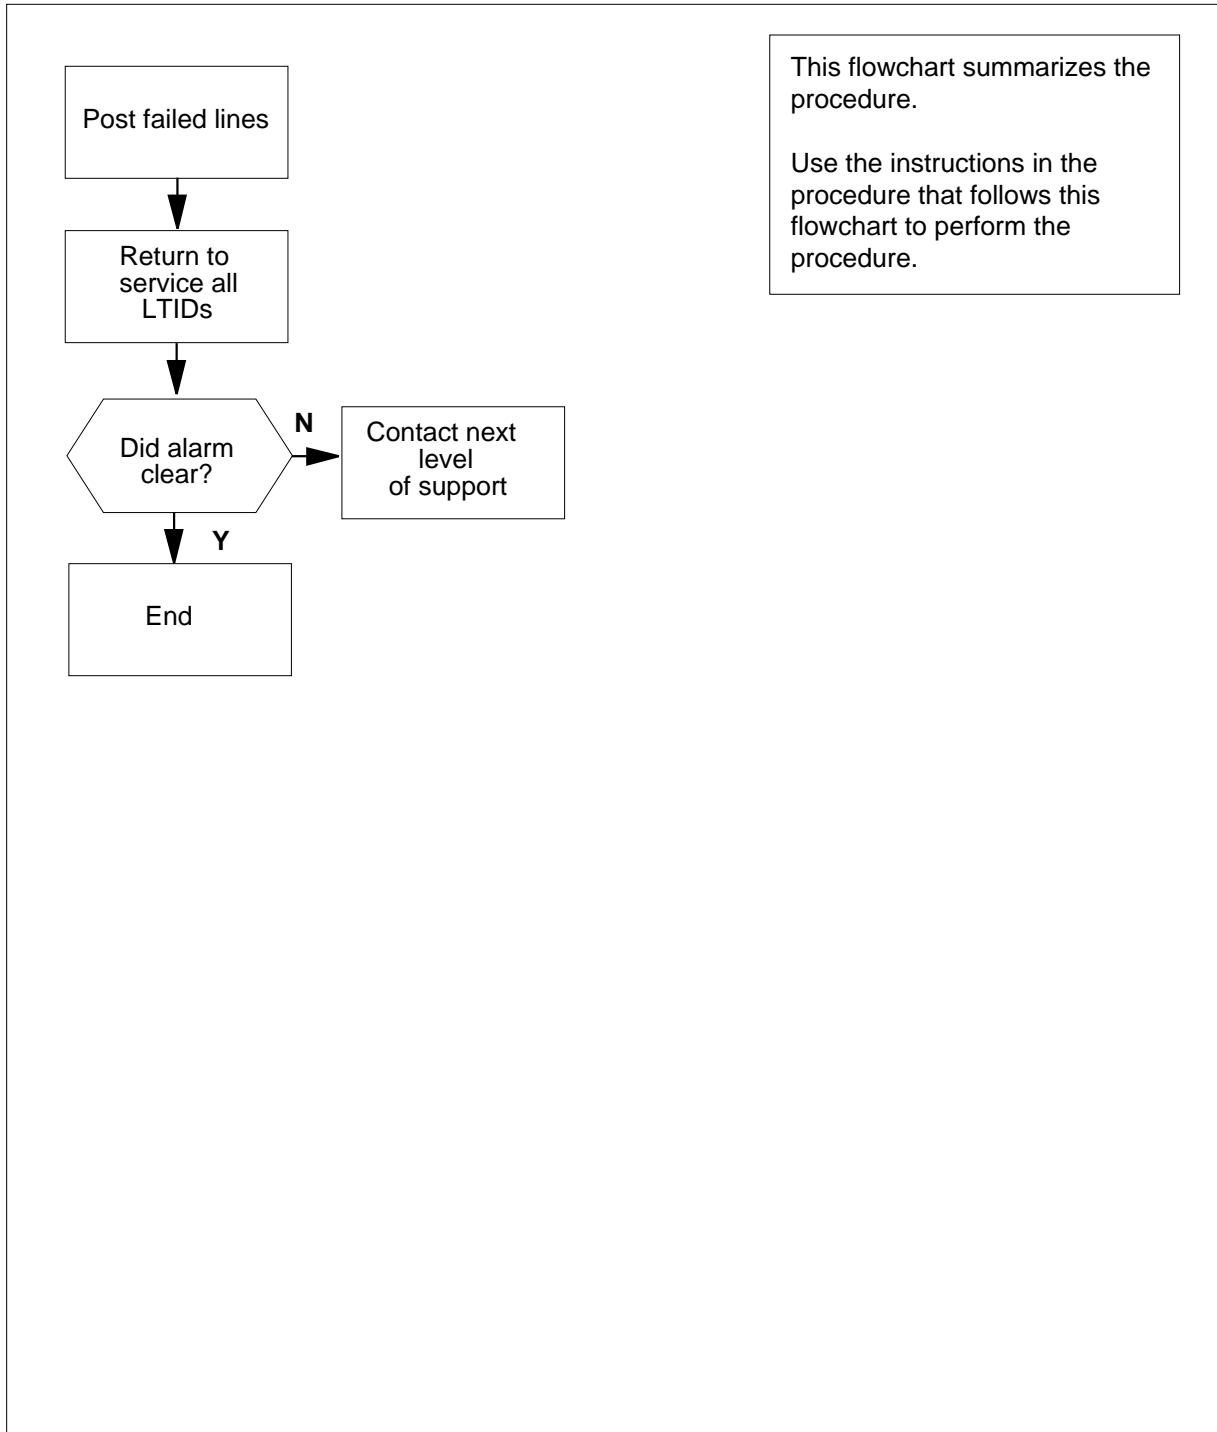 Post failed lines
Return to
service all
LTIDs
Did alarm
clear?
N
Contact next
level
of support
Y
End
This flowchart summarizes the
procedure.
Use the instructions in the
procedure that follows this
flowchart to perform the
procedure.